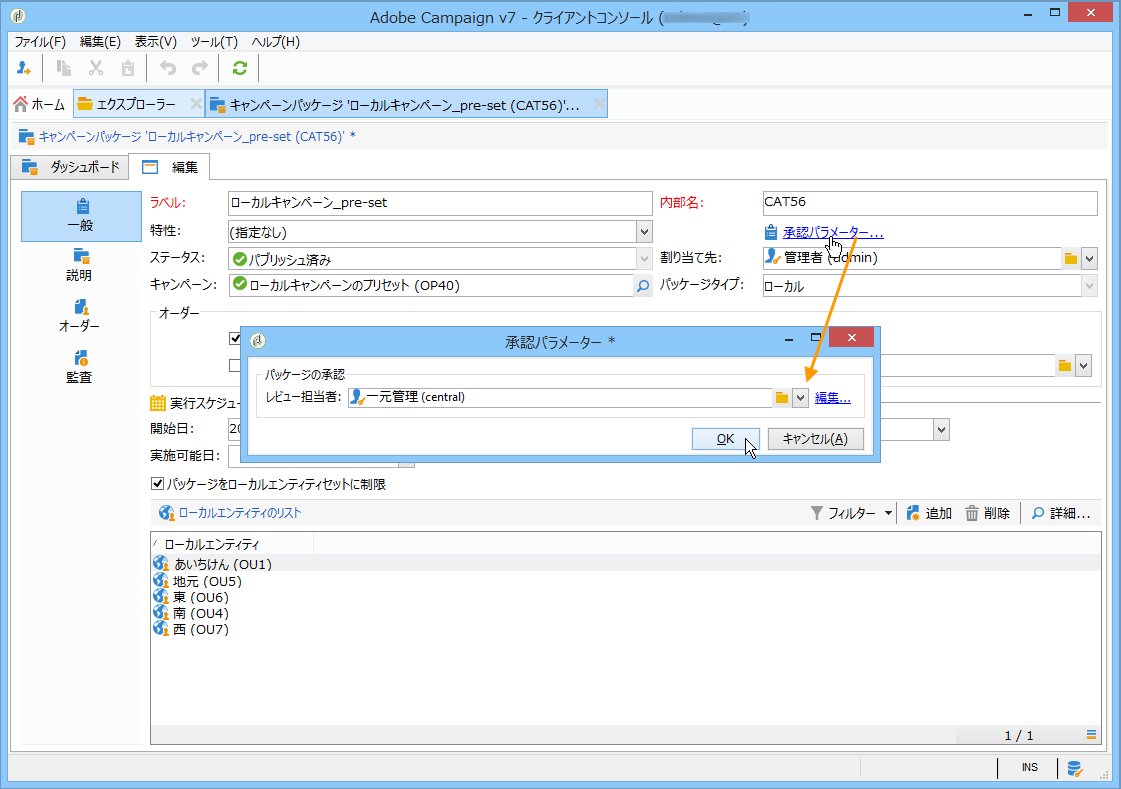 Adobe Campaign v7 - クライアントコンソール (
ファイル(F) 編集(E) 表示(V) ツール(T) ヘルプ(H)
ホーム エクスプローラー キャンペーンパッケージ 'ローカルキャンペーン_pre-set (CAT56)'...
キャンペーンパッケージ 'ローカルキャンペーン_pre-set (CAT56)' *
ダッシュボード 編集
一般
説明
オーダー
監査
ラベル: ローカルキャンペーン_pre-set 内部名: CAT56
特性: (指定なし) 承認パラメーター...
ステータス: パブリッシュ済み 割り当て先: 管理者 (admin)
キャンペーン: ローカルキャンペーンのプリセット (OP40) パッケージタイプ: ローカル
オーダー
承認パラメーター *
パッケージの承認
レビュー担当者: 一元管理 (central) 編集...
OK キャンセル(A)
実行スケジュー
開始日: 20
実施可能日:
パッケージをローカルエンティティセットに制限
ローカルエンティティのリスト フィルター 追加 削除 詳細...
ローカルエンティティ
あいちけん (OU1)
地元 (OU5)
東 (OU6)
南 (OU4)
西 (OU7)
1 / 1
INS